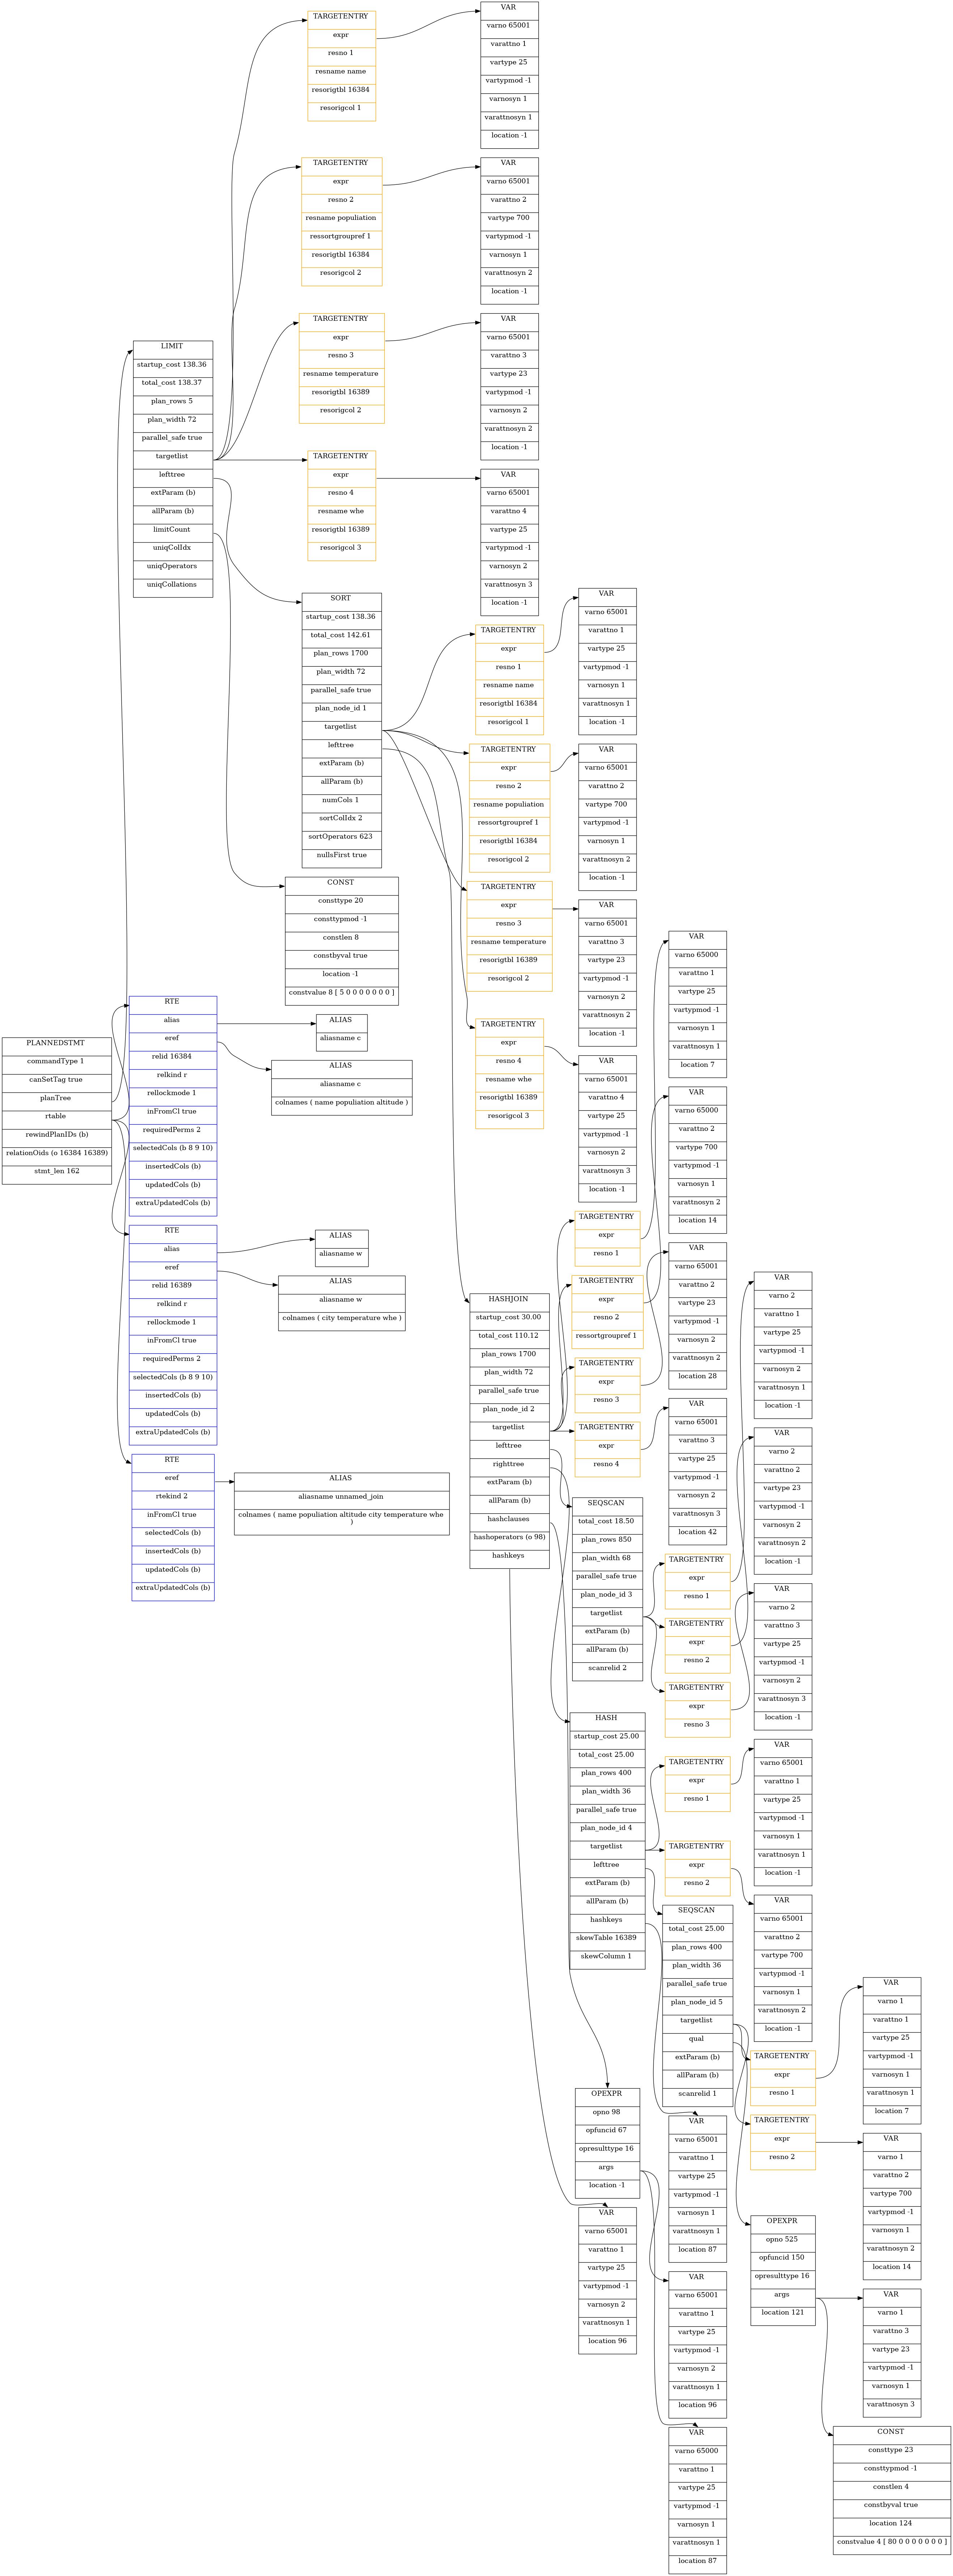 TARGETENTRY
expr
resno 1
resname name
resorigtbl 16384
resorigcol 1
VAR
varno 65001
varattno 1
vartype 25
vartypmod -1
varnosyn 1
varattnosyn 1
location -1
TARGETENTRY
expr
resno 2
resname populiation
ressortgroupref 1
resorigtbl 16384
resorigcol 2
VAR
varno 65001
varattno 2
vartype 700
vartypmod -1
varnosyn 1
varattnosyn 2
location -1
TARGETENTRY
expr
resno 3
resname temperature
resorigtbl 16389
resorigcol 2
VAR
varno 65001
varattno 3
vartype 23
vartypmod -1
varnosyn 2
varattnosyn 2
location -1
LIMIT
startup_cost 138.36
total_cost 138.37
plan_rows 5
plan_width 72
parallel_safe true
targetlist
lefttree
extParam (b)
allParam (b)
limitCount
uniqColIdx
uniqOperators
uniqCollations
TARGETENTRY
expr
resno 4
resname whe
resorigtbl 16389
resorigcol 3
VAR
varno 65001
varattno 4
vartype 25
vartypmod -1
varnosyn 2
varattnosyn 3
location -1
SORT
startup_cost 138.36
total_cost 142.61
plan_rows 1700
plan_width 72
parallel_safe true
plan_node_id 1
targetlist
lefttree
extParam (b)
allParam (b)
numCols 1
sortColIdx 2
sortOperators 623
nullsFirst true
TARGETENTRY
expr
resno 1
resname name
resorigtbl 16384
resorigcol 1
VAR
varno 65001
varattno 1
vartype 25
vartypmod -1
varnosyn 1
varattnosyn 1
location -1
TARGETENTRY
expr
resno 2
resname populiation
ressortgroupref 1
resorigtbl 16384
resorigcol 2
VAR
varno 65001
varattno 2
vartype 700
vartypmod -1
varnosyn 1
varattnosyn 2
location -1
CONST
consttype 20
consttypmod -1
constlen 8
constbyval true
location -1
constvalue 8 [ 5 0 0 0 0 0 0 0 ]
TARGETENTRY
expr
resno 3
resname temperature
resorigtbl 16389
resorigcol 2
VAR
varno 65001
varattno 3
vartype 23
vartypmod -1
varnosyn 2
varattnosyn 2
location -1
VAR
varno 65000
varattno 1
vartype 25
vartypmod -1
varnosyn 1
varattnosyn 1
location 7
PLANNEDSTMT
commandType 1
canSetTag true
planTree
rtable
rewindPlanIDs (b)
relationOids (o 16384 16389)
stmt_len 162
RTE
alias
eref
relid 16384
relkind r
rellockmode 1
inFromCl true
requiredPerms 2
selectedCols (b 8 9 10)
insertedCols (b)
updatedCols (b)
extraUpdatedCols (b)
ALIAS
aliasname c
ALIAS
aliasname c
colnames ( name populiation altitude )
TARGETENTRY
expr
resno 4
resname whe
resorigtbl 16389
resorigcol 3
VAR
varno 65001
varattno 4
vartype 25
vartypmod -1
varnosyn 2
varattnosyn 3
location -1
VAR
varno 65000
varattno 2
vartype 700
vartypmod -1
varnosyn 1
varattnosyn 2
location 14
RTE
alias
eref
relid 16389
relkind r
rellockmode 1
inFromCl true
requiredPerms 2
selectedCols (b 8 9 10)
insertedCols (b)
updatedCols (b)
extraUpdatedCols (b)
ALIAS
aliasname w
ALIAS
aliasname w
colnames ( city temperature whe )
HASHJOIN
startup_cost 30.00
total_cost 110.12
plan_rows 1700
plan_width 72
parallel_safe true
plan_node_id 2
targetlist
lefttree
righttree
extParam (b)
allParam (b)
hashclauses
hashoperators (o 98)
hashkeys
TARGETENTRY
expr
resno 1
TARGETENTRY
expr
resno 2
ressortgroupref 1
TARGETENTRY
expr
resno 3
TARGETENTRY
expr
resno 4
VAR
varno 65001
varattno 2
vartype 23
vartypmod -1
varnosyn 2
varattnosyn 2
location 28
VAR
varno 65001
varattno 3
vartype 25
vartypmod -1
varnosyn 2
varattnosyn 3
location 42
VAR
varno 2
varattno 1
vartype 25
vartypmod -1
varnosyn 2
varattnosyn 1
location -1
VAR
varno 2
varattno 2
vartype 23
vartypmod -1
varnosyn 2
varattnosyn 2
location -1
RTE
eref
rtekind 2
inFromCl true
selectedCols (b)
insertedCols (b)
updatedCols (b)
extraUpdatedCols (b)
ALIAS
aliasname unnamed_join
colnames ( name populiation altitude city temperature whe
)
SEQSCAN
total_cost 18.50
plan_rows 850
plan_width 68
parallel_safe true
plan_node_id 3
targetlist
extParam (b)
allParam (b)
scanrelid 2
TARGETENTRY
expr
resno 1
TARGETENTRY
expr
resno 2
TARGETENTRY
expr
resno 3
VAR
varno 2
varattno 3
vartype 25
vartypmod -1
varnosyn 2
varattnosyn 3
location -1
HASH
startup_cost 25.00
total_cost 25.00
plan_rows 400
plan_width 36
parallel_safe true
plan_node_id 4
targetlist
lefttree
extParam (b)
allParam (b)
hashkeys
skewTable 16389
skewColumn 1
TARGETENTRY
expr
resno 1
VAR
varno 65001
varattno 1
vartype 25
vartypmod -1
varnosyn 1
varattnosyn 1
location -1
TARGETENTRY
expr
resno 2
VAR
varno 65001
varattno 2
vartype 700
vartypmod -1
varnosyn 1
varattnosyn 2
location -1
SEQSCAN
total_cost 25.00
plan_rows 400
plan_width 36
parallel_safe true
plan_node_id 5
targetlist
qual
extParam (b)
allParam (b)
scanrelid 1
TARGETENTRY
expr
resno 1
VAR
varno 1
varattno 1
vartype 25
vartypmod -1
varnosyn 1
varattnosyn 1
location 7
TARGETENTRY
expr
resno 2
VAR
varno 1
varattno 2
vartype 700
vartypmod -1
varnosyn 1
varattnosyn 2
location 14
OPEXPR
opno 98
opfuncid 67
opresulttype 16
args
location -1
VAR
varno 65001
varattno 1
vartype 25
vartypmod -1
varnosyn 1
varattnosyn 1
location 87
VAR
varno 65001
varattno 1
vartype 25
vartypmod -1
varnosyn 2
varattnosyn 1
location 96
OPEXPR
opno 525
opfuncid 150
opresulttype 16
args
location 121
VAR
varno 65001
varattno 1
vartype 25
vartypmod -1
varnosyn 2
varattnosyn 1
location 96
VAR
varno 1
varattno 3
vartype 23
vartypmod -1
varnosyn 1
varattnosyn 3
VAR
varno 65000
varattno 1
vartype 25
vartypmod -1
varnosyn 1
varattnosyn 1
location 87
CONST
consttype 23
consttypmod -1
constlen 4
constbyval true
location 124
constvalue 4 [ 80 0 0 0 0 0 0 0 ]